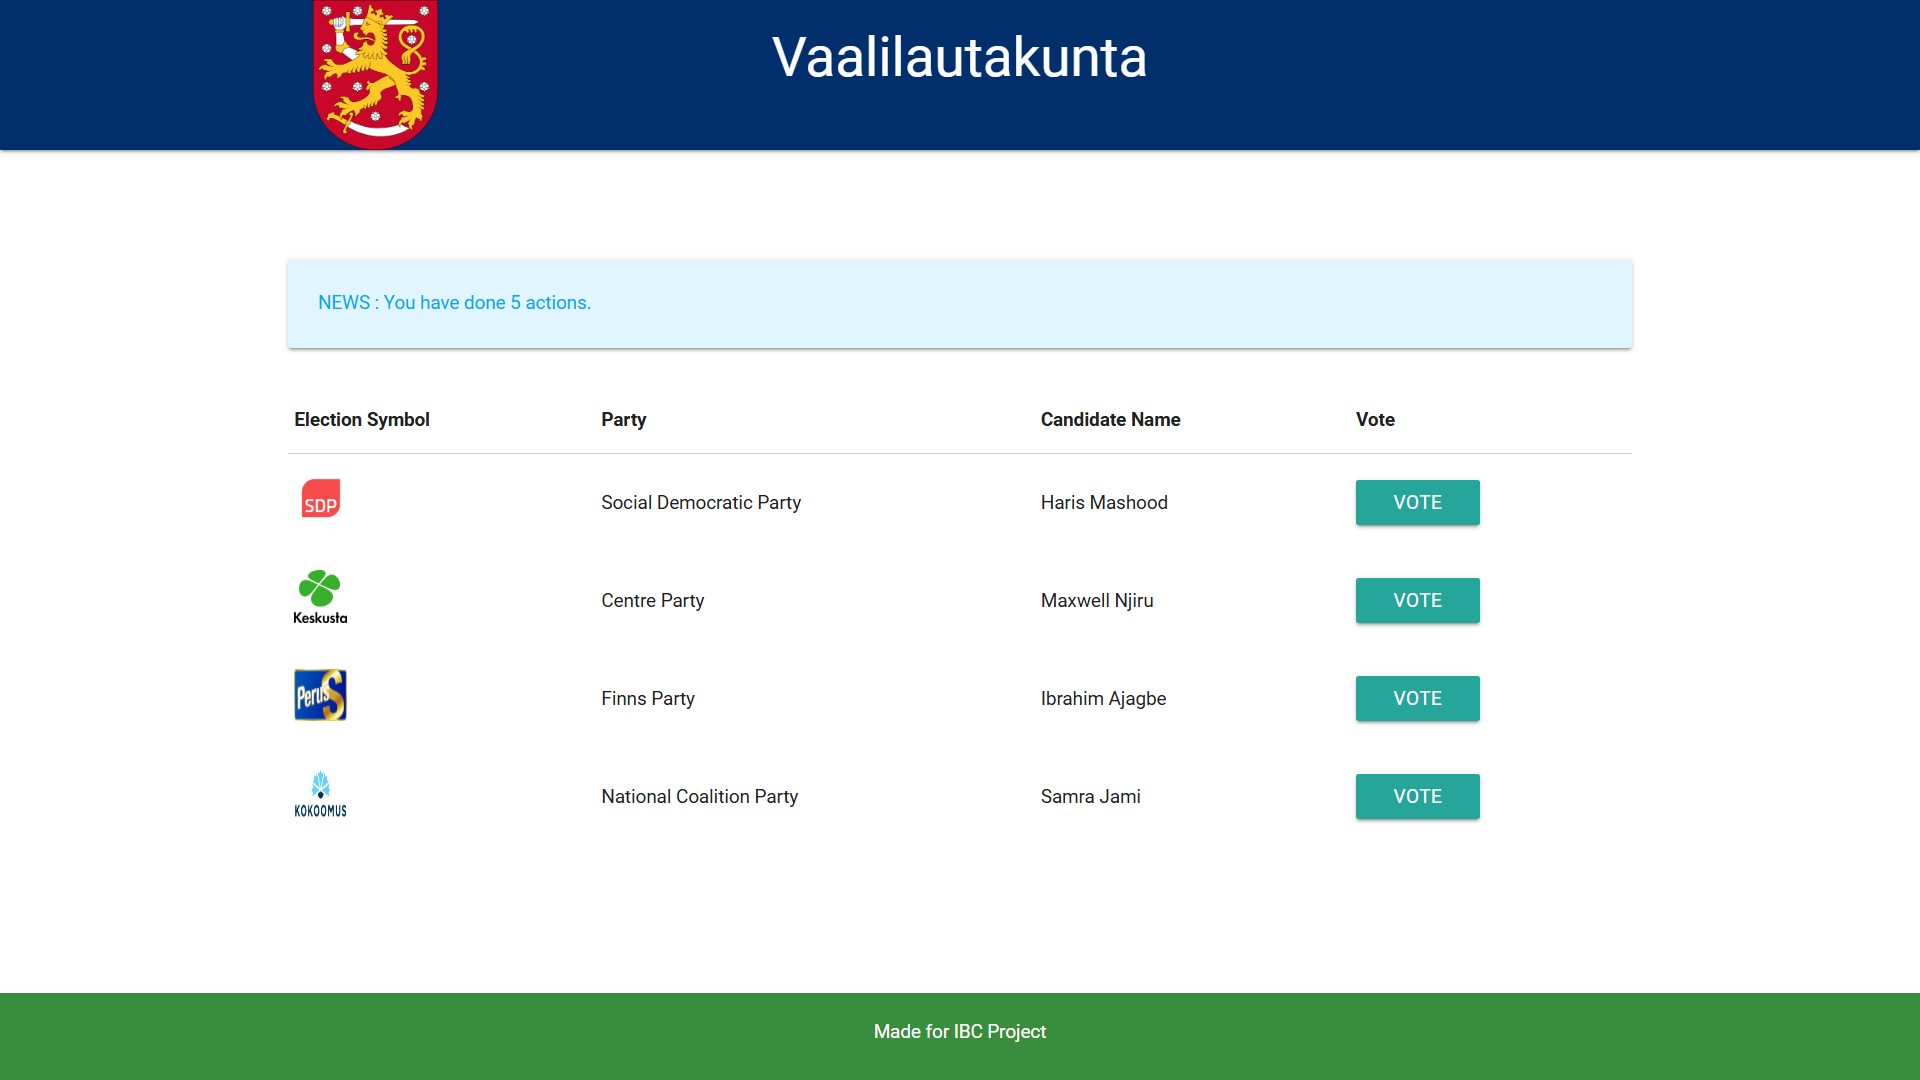 Vaalilautakunta
NEWS : You have done 5 actions.
Election Symbol Party Candidate Name Vote
SDP Social Democratic Party Haris Mashood VOTE
Keskusta Centre Party Maxwell Njiru VOTE
PerusS Finns Party Ibrahim Ajagbe VOTE
KOKOOMUS National Coalition Party Samra Jami VOTE
Made for IBC Project